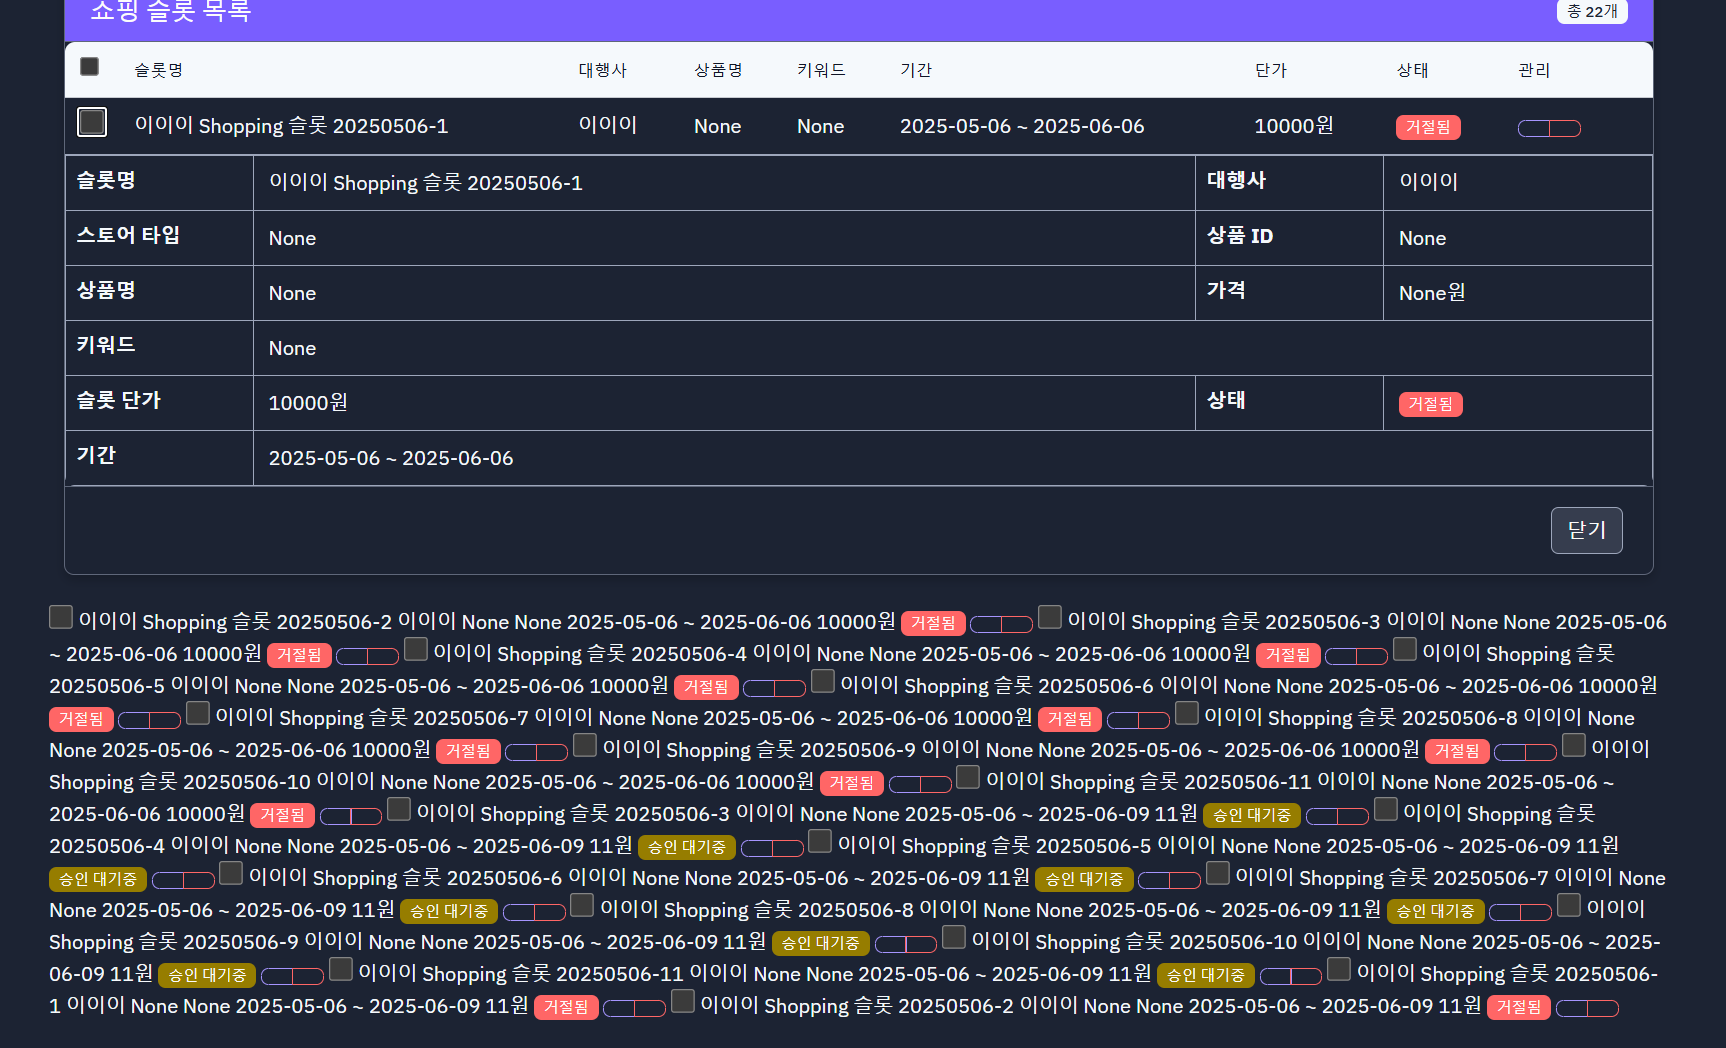 쇼핑 슬롯 목록 총 22개
슬롯명 대행사 상품명 키워드 기간 단가 상태 관리
이이이 Shopping 슬롯 20250506-1 이이이 None None 2025-05-06 ~ 2025-06-06 10000원 거절됨
슬롯명 이이이 Shopping 슬롯 20250506-1 대행사 이이이
스토어 타입 None 상품 ID None
상품명 None 가격 None원
키워드 None
슬롯 단가 10000원 상태 거절됨
기간 2025-05-06 ~ 2025-06-06
닫기
이이이 Shopping 슬롯 20250506-2 이이이 None None 2025-05-06 ~ 2025-06-06 10000원 거절됨 이이이 Shopping 슬롯 20250506-3 이이이 None None 2025-05-06
~ 2025-06-06 10000원 거절됨 이이이 Shopping 슬롯 20250506-4 이이이 None None 2025-05-06 ~ 2025-06-06 10000원 거절됨 이이이 Shopping 슬롯
20250506-5 이이이 None None 2025-05-06 ~ 2025-06-06 10000원 거절됨 이이이 Shopping 슬롯 20250506-6 이이이 None None 2025-05-06 ~ 2025-06-06 10000원
거절됨 이이이 Shopping 슬롯 20250506-7 이이이 None None 2025-05-06 ~ 2025-06-06 10000원 거절됨 이이이 Shopping 슬롯 20250506-8 이이이 None
None 2025-05-06 ~ 2025-06-06 10000원 거절됨 이이이 Shopping 슬롯 20250506-9 이이이 None None 2025-05-06 ~ 2025-06-06 10000원 거절됨 이이이
Shopping 슬롯 20250506-10 이이이 None None 2025-05-06 ~ 2025-06-06 10000원 거절됨 이이이 Shopping 슬롯 20250506-11 이이이 None None 2025-05-06 ~
2025-06-06 10000원 거절됨 이이이 Shopping 슬롯 20250506-3 이이이 None None 2025-05-06 ~ 2025-06-09 11원 승인 대기중 이이이 Shopping 슬롯
20250506-4 이이이 None None 2025-05-06 ~ 2025-06-09 11원 승인 대기중 이이이 Shopping 슬롯 20250506-5 이이이 None None 2025-05-06 ~ 2025-06-09 11원
승인 대기중 이이이 Shopping 슬롯 20250506-6 이이이 None None 2025-05-06 ~ 2025-06-09 11원 승인 대기중 이이이 Shopping 슬롯 20250506-7 이이이 None
None 2025-05-06 ~ 2025-06-09 11원 승인 대기중 이이이 Shopping 슬롯 20250506-8 이이이 None None 2025-05-06 ~ 2025-06-09 11원 승인 대기중 이이이
Shopping 슬롯 20250506-9 이이이 None None 2025-05-06 ~ 2025-06-09 11원 승인 대기중 이이이 Shopping 슬롯 20250506-10 이이이 None None 2025-05-06 ~ 2025-
06-09 11원 승인 대기중 이이이 Shopping 슬롯 20250506-11 이이이 None None 2025-05-06 ~ 2025-06-09 11원 승인 대기중 이이이 Shopping 슬롯 20250506-
1 이이이 None None 2025-05-06 ~ 2025-06-09 11원 거절됨 이이이 Shopping 슬롯 20250506-2 이이이 None None 2025-05-06 ~ 2025-06-09 11원 거절됨